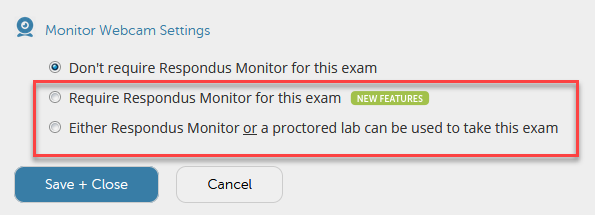 Monitor Webcam Settings
Don't require Respondus Monitor for this exam
Require Respondus Monitor for this exam NEW FEATURES
Either Respondus Monitor or a proctored lab can be used to take this exam
Save + Close Cancel